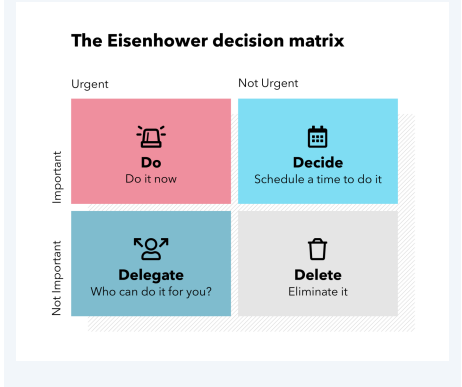 The Eisenhower decision matrix
Urgent
Not Urgent
Important
Do
Do it now
Decide
Schedule a time to do it
Not Important
Delegate
Who can do it for you?
Delete
Eliminate it